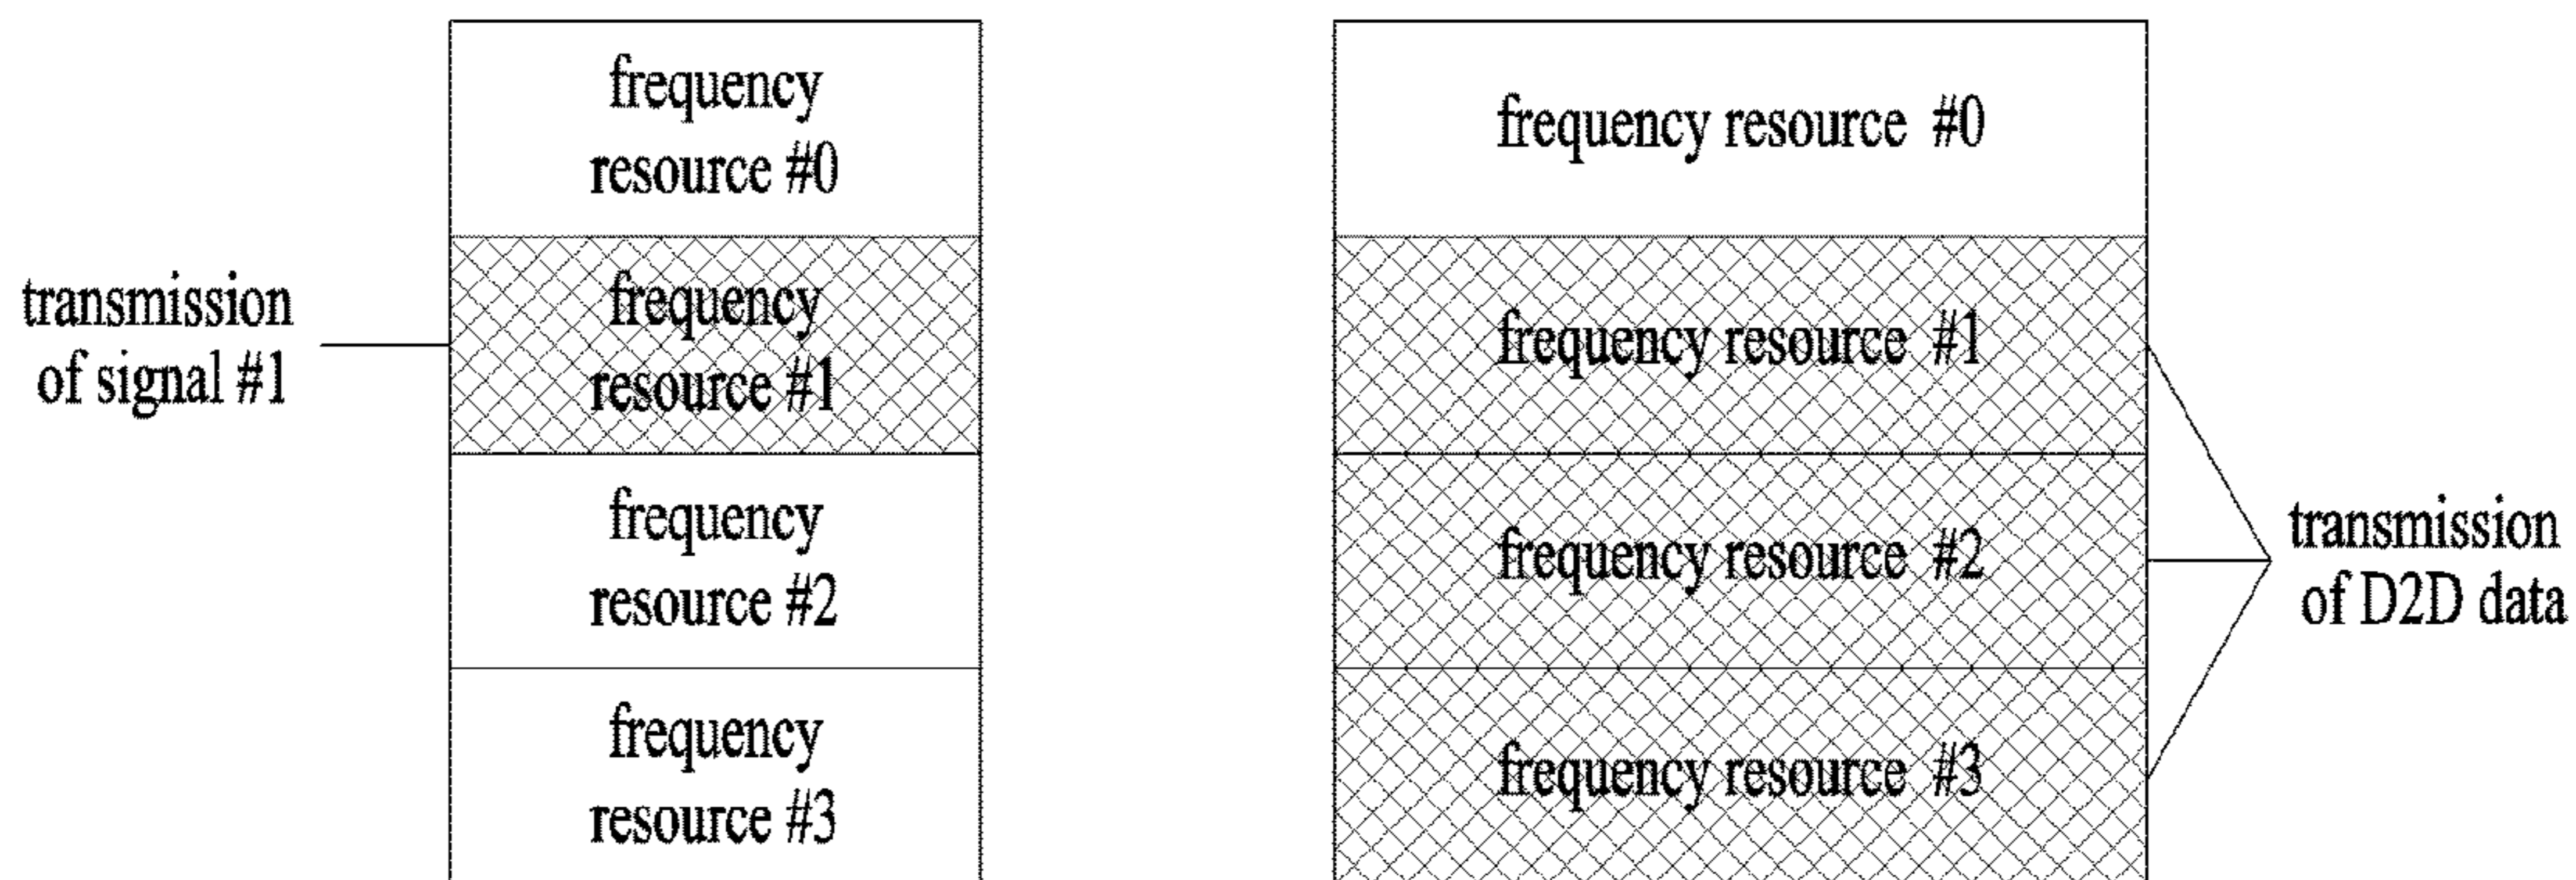 transmission
of signal #1
frequency
resource #0
frequency
resource #1
frequency
resource #2
frequency
resource #3
frequency resource #0
frequency resource #1
frequency resource #2
frequency resource #3
transmission
of D2D data